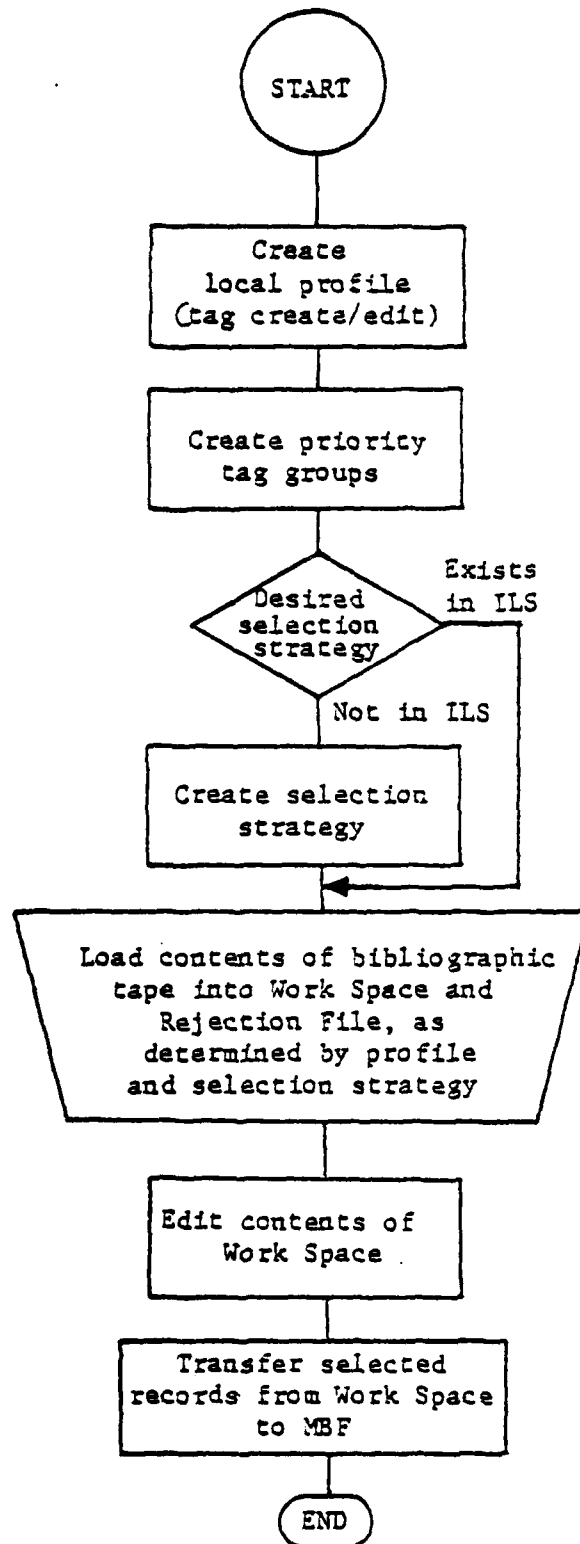 START
Create
local profile
(tag create/edit)
Create priority
tag groups
Desired
selection
strategy
Exists
in ILS
Not in ILS
Create selection
strategy
Load contents of bibliographic
tape into Work Space and
Rejection File, as
determined by profile
and selection strategy
Edit contents of
Work Space
Transfer selected
records from Work Space
to MBF
END